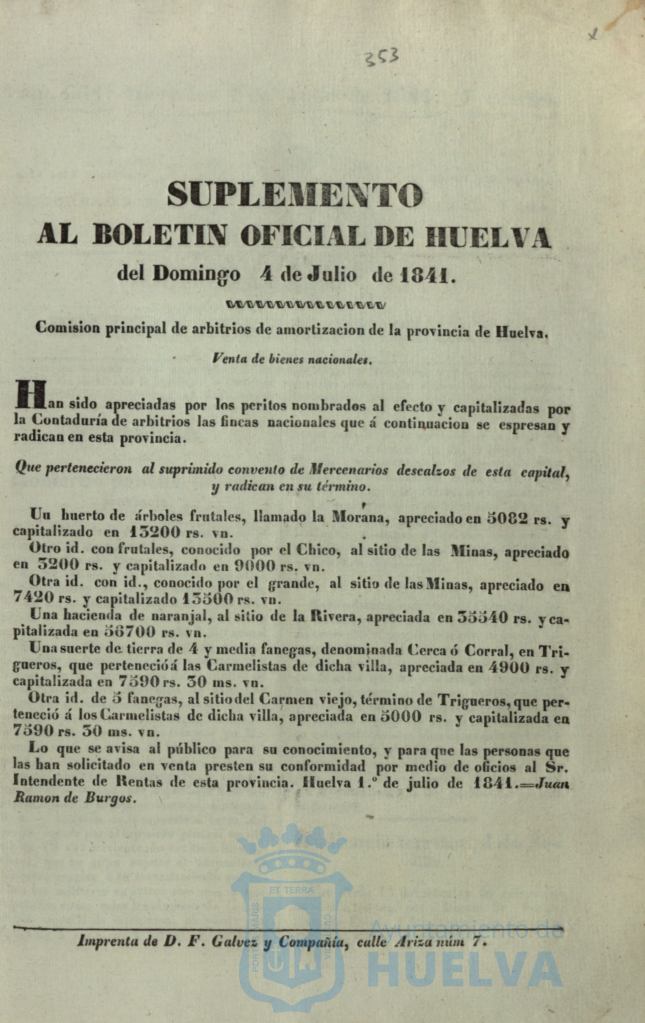 353
x
SUPLEMENTO
AL BOLETIN OFICIAL DE HUELVA
del Domingo 4 de Julio de 1841.
Comision principal de arbitrios de amortizacion de la provincia de Huelva.
Venta de bienes nacionales.
Han sido apreciadas por los peritos nombrados al efecto y capitalizadas por
la Contaduría de arbitrios las fincas nacionales que á continuacion se espresan y
radican en esta provincia.
Que pertenecieron al suprimido convento de Mercenarios descalzos de esta capital,
y radican en su término.
Un huerto de árboles frutales, llamado la Morana, apreciado en 5082 rs. y
capitalizado en 13200 rs. vn.
Otro id. con frutales, conocido por el Chico, al sitio de las Minas, apreciado
en 3200 rs. y capitalizado en 9000 rs. vn.
Otra id. con id., conocido por el grande, al sitio de las Minas, apreciado en
7420 rs. y capitalizado 13500 rs. vn.
Una hacienda de naranjal, al sitio de la Rivera, apreciada en 35540 rs. y ca-
pitalizada en 56700 rs. vn.
Una suerte de tierra de 4 y media fanegas, denominada Cerca ó Corral, en Tri-
gueros, que perteneció á las Carmelistas de dicha villa, apreciada en 4900 rs. y
capitalizada en 7590 rs. 30 ms. vn.
Otra id. de 5 fanegas, al sitio del Carmen viejo, término de Trigueros, que per-
teneció á los Carmelistas de dicha villa, apreciada en 5000 rs. y capitalizada en
7590 rs. 30 ms. vn.
Lo que se avisa al público para su conocimiento, y para que las personas que
las han solicitado en venta presten su conformidad por medio de oficios al Sr.
Intendente de Rentas de esta provincia. Huelva 1.º de julio de 1841.=Juan
Ramon de Burgos.
Imprenta de D. F. Galvez y Compañía, calle Ariza núm 7.
ET TERRA
PORTUS MARIS
CUSTODIA
Ayuntamiento de
HUELVA